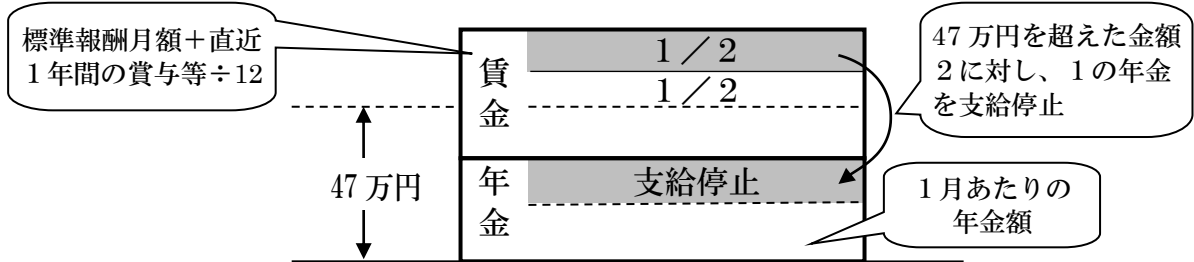 標準報酬月額＋直近
１年間の賞与等÷12
賃金
１／２
１／２
47万円を超えた金額
２に対し、１の年金
を支給停止
47万円
年金
支給停止
１月あたりの
年金額